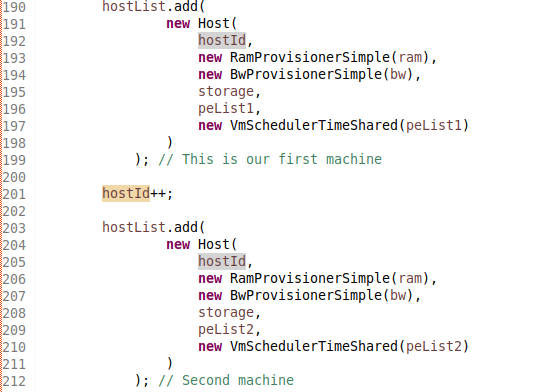 190 hostList.add(
191 new Host(
192 hostId,
193 new RamProvisionerSimple(ram),
194 new BwProvisionerSimple(bw),
195 storage,
196 peList1,
197 new VmSchedulerTimeShared(peList1)
198 )
199 ); // This is our first machine
200
201 hostId++;
202
203 hostList.add(
204 new Host(
205 hostId,
206 new RamProvisionerSimple(ram),
207 new BwProvisionerSimple(bw),
208 storage,
209 peList2,
210 new VmSchedulerTimeShared(peList2)
211 )
212 ); // Second machine